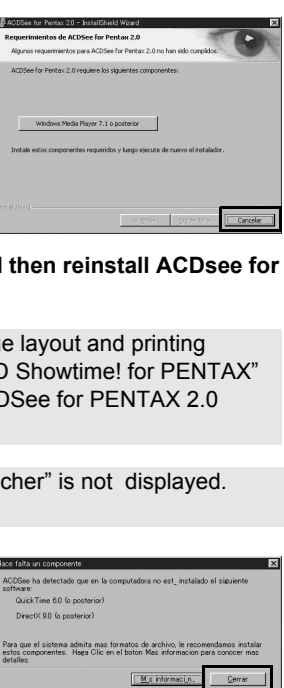 ACDSee for Pentax 2.0 - InstallShield Wizard
Requerimientos de ACDSee for Pentax 2.0
Algunos requerimientos para ACDSee for Pentax 2.0 no han sido cumplidos.
ACDSee for Pentax 2.0 requiere los siguientes componentes:
Windows Media Player 7.1 o posterior
Instale estos componentes requeridos y luego ejecute de nuevo el instalador.
Cancelar
then reinstall ACDsee for
layout and printing
Showtime! for PENTAX”
for PENTAX 2.0
cher” is not displayed.
ace falta un componente
ACDSee ha detectado que en la computadora no est_ instalado el siguiente
software:
QuickTime 6.0 (o posterior)
DirectX 9.0 (o posterior)
Para que el sistema admita mas formatos de archivo, le recomendamos instalar
estos componentes. Haga Clic en el boton Mas informacion para conocer mas
detalles.
M_s informaci_n...
Cerrar